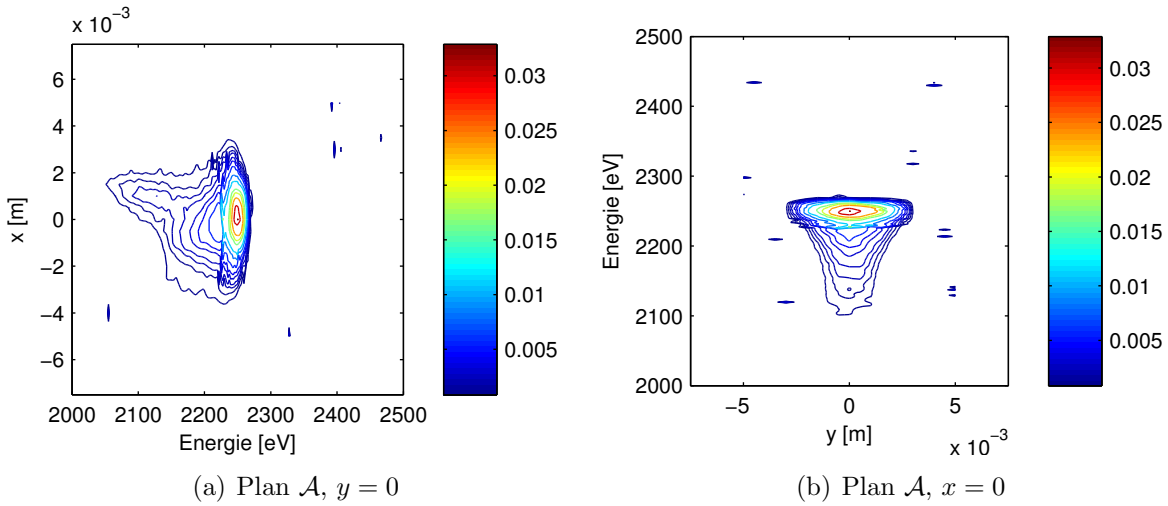 x 10⁻³
6
4
2
0
−2
−4
−6
x [m]
2000 2100 2200 2300 2400 2500
Energie [eV]
0.03
0.025
0.02
0.015
0.01
0.005
(a) Plan 𝒜, y = 0
2500
2400
2300
2200
2100
2000
Energie [eV]
−5 0 5
y [m]
x 10⁻³
0.03
0.025
0.02
0.015
0.01
0.005
(b) Plan 𝒜, x = 0